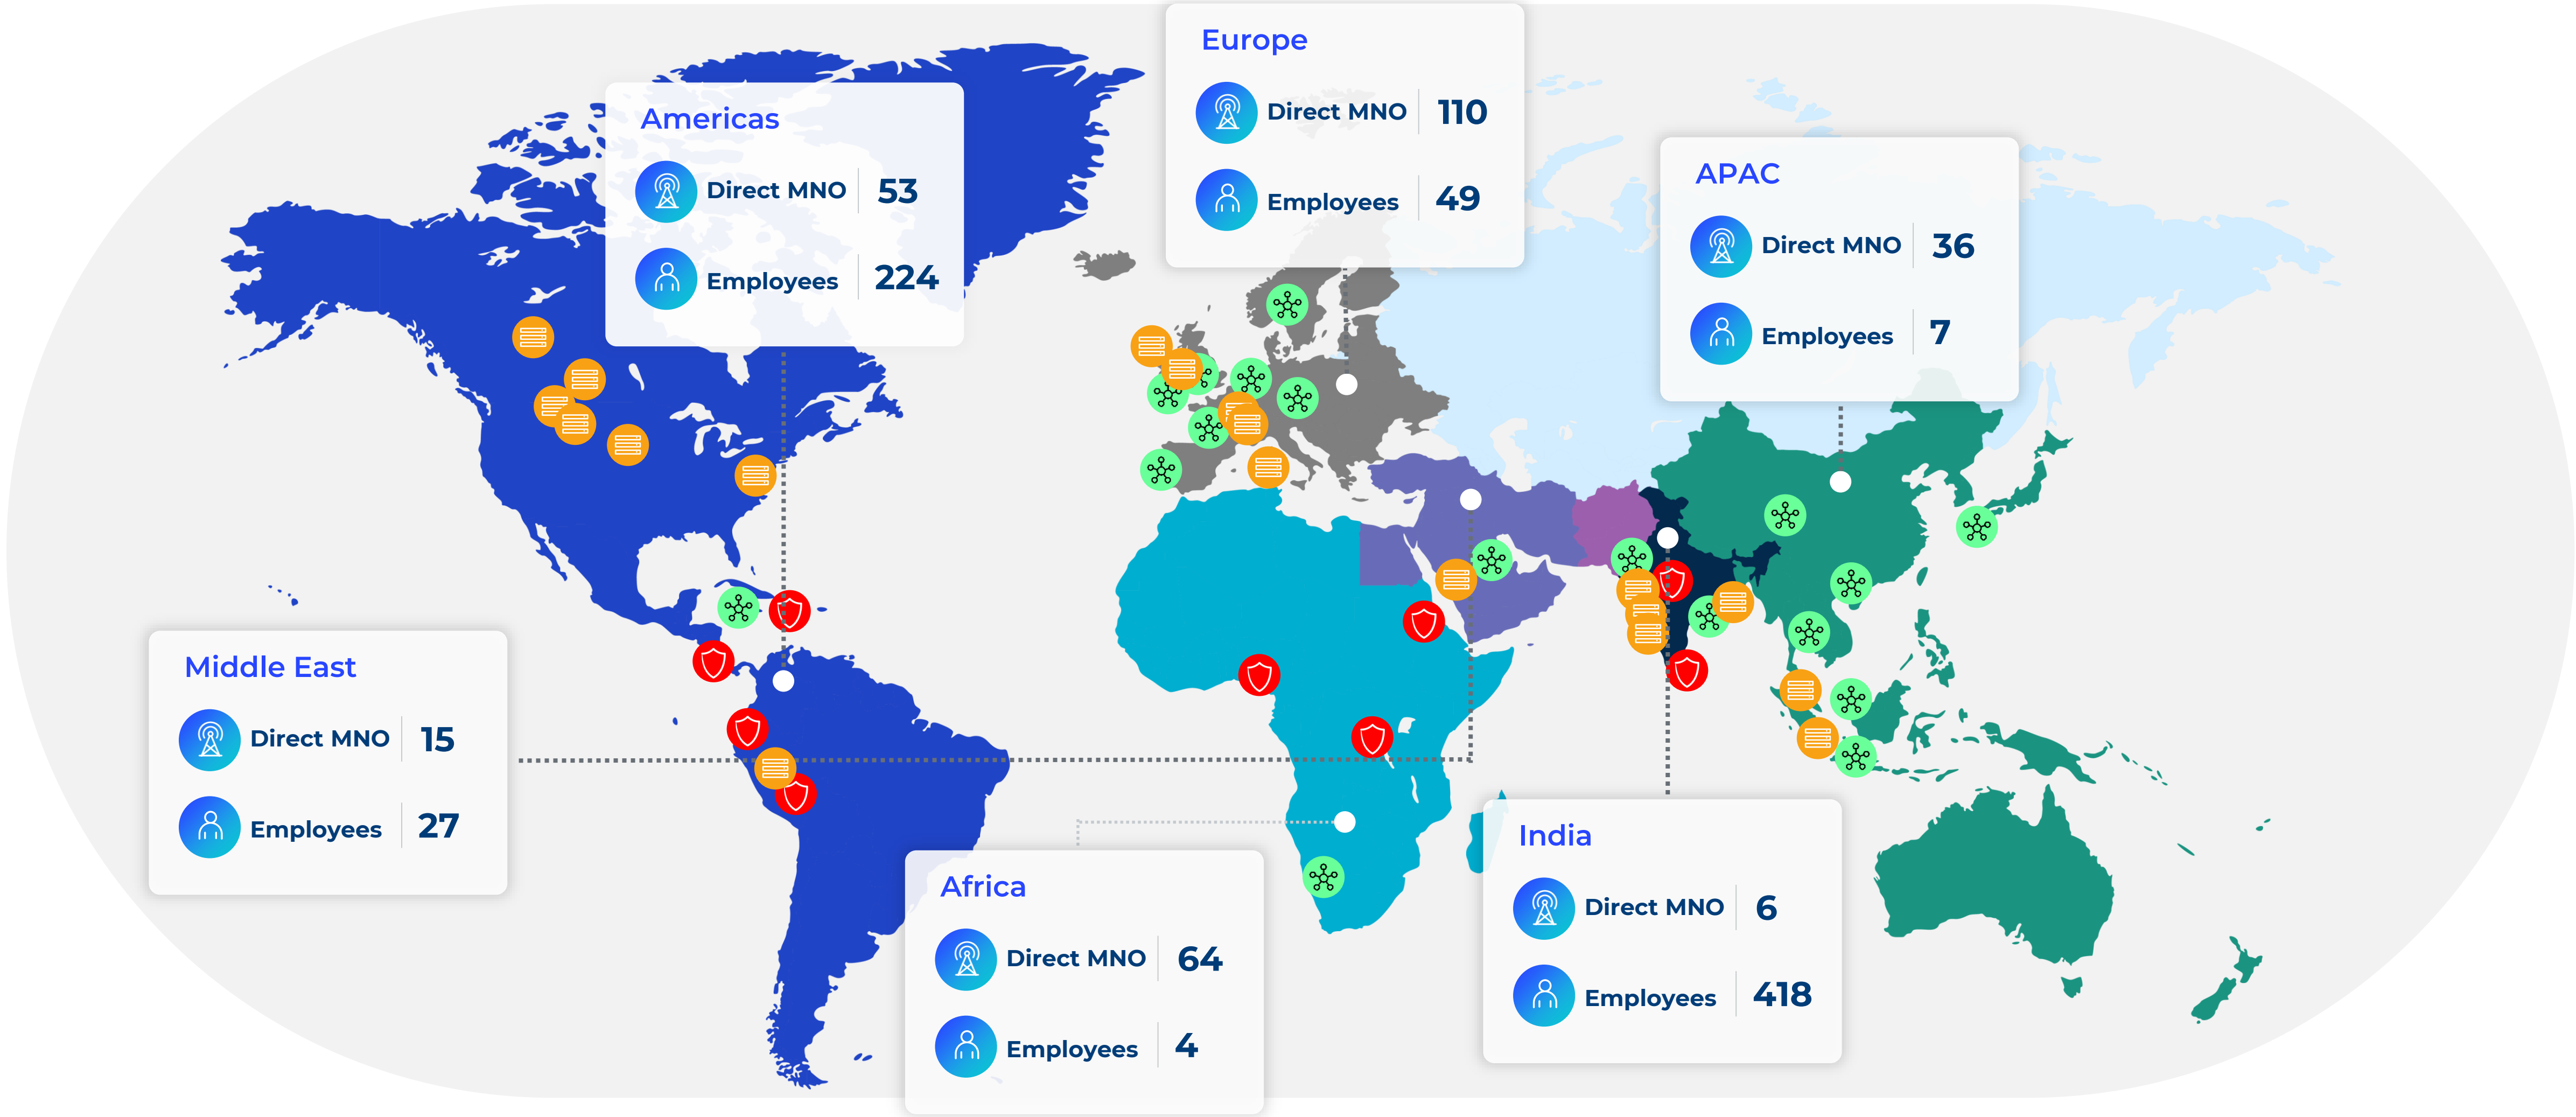 Europe
Direct MNO 110
Employees 49
Americas
Direct MNO 53
Employees 224
APAC
Direct MNO 36
Employees 7
Middle East
Direct MNO 15
Employees 27
India
Direct MNO 6
Employees 418
Africa
Direct MNO 64
Employees 4